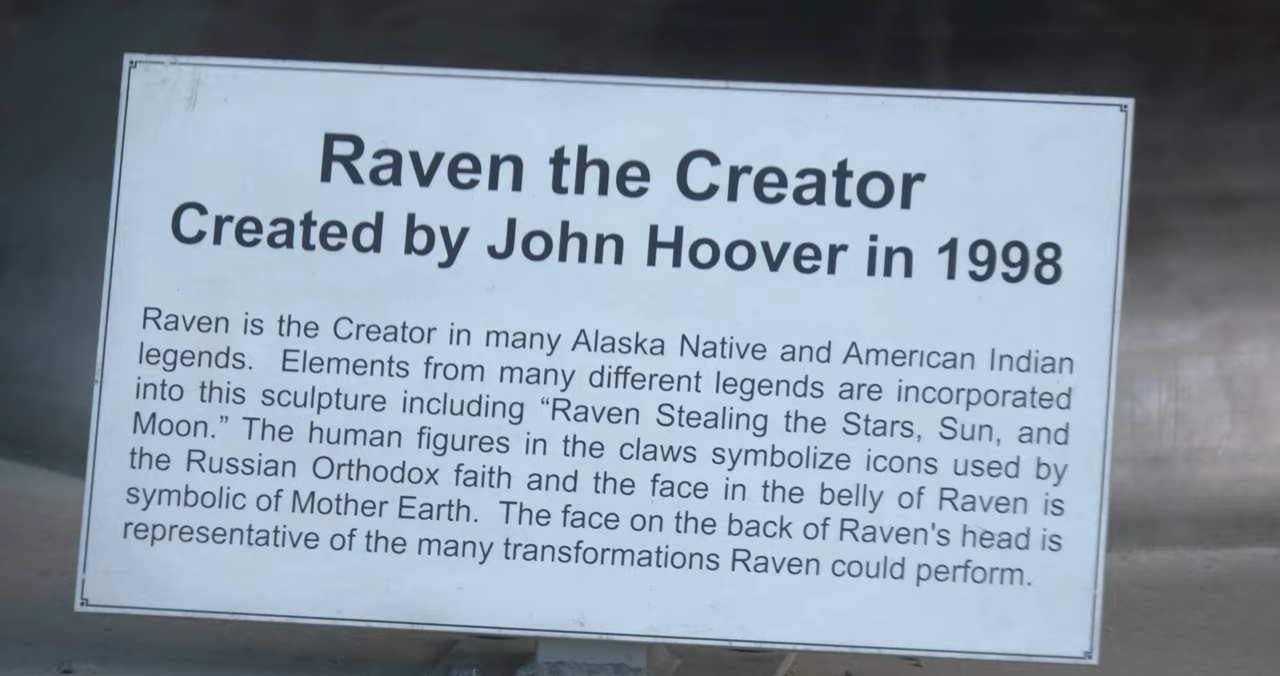 Raven the Creator
Created by John Hoover in 1998
Raven is the Creator in many Alaska Native and American Indian
legends. Elements from many different legends are incorporated
into this sculpture including “Raven Stealing the Stars, Sun, and
Moon.” The human figures in the claws symbolize icons used by
the Russian Orthodox faith and the face in the belly of Raven is
symbolic of Mother Earth. The face on the back of Raven's head is
representative of the many transformations Raven could perform.